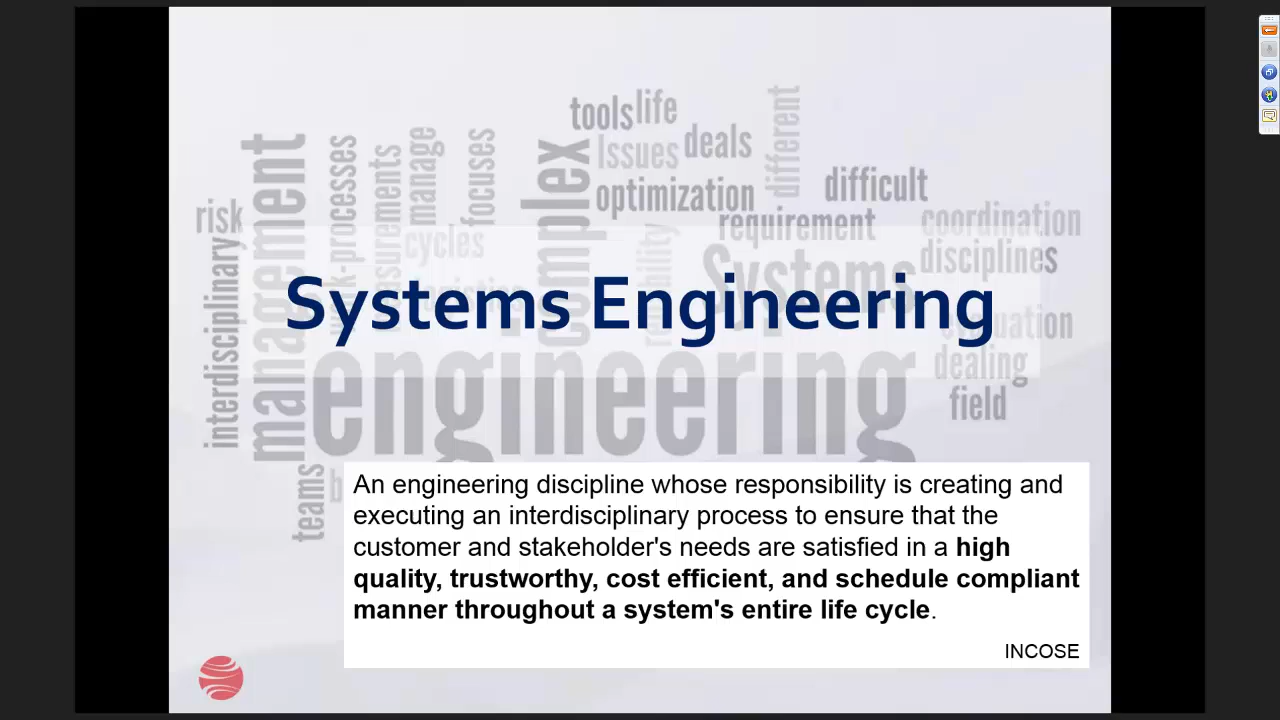 tools life
Issues deals
different
management
work-processes
manage
focuses
complex
optimization
difficult
risk
requirement
coordination
cycles
Systems
disciplines
interdisciplinary
Systems Engineering
dealing
engineering
field
teams
An engineering discipline whose responsibility is creating and
executing an interdisciplinary process to ensure that the
customer and stakeholder's needs are satisfied in a high
quality, trustworthy, cost efficient, and schedule compliant
manner throughout a system's entire life cycle.
INCOSE